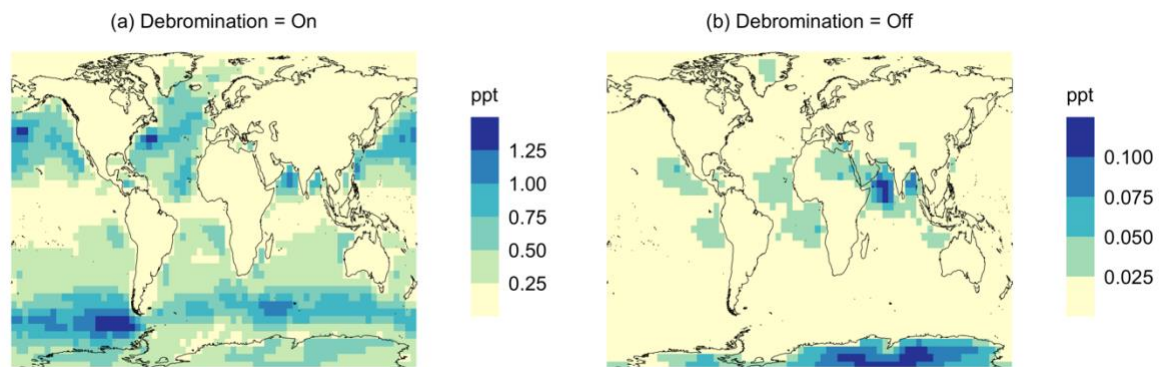 (a) Debromination = On
(b) Debromination = Off
ppt
1.25
1.00
0.75
0.50
0.25
ppt
0.100
0.075
0.050
0.025